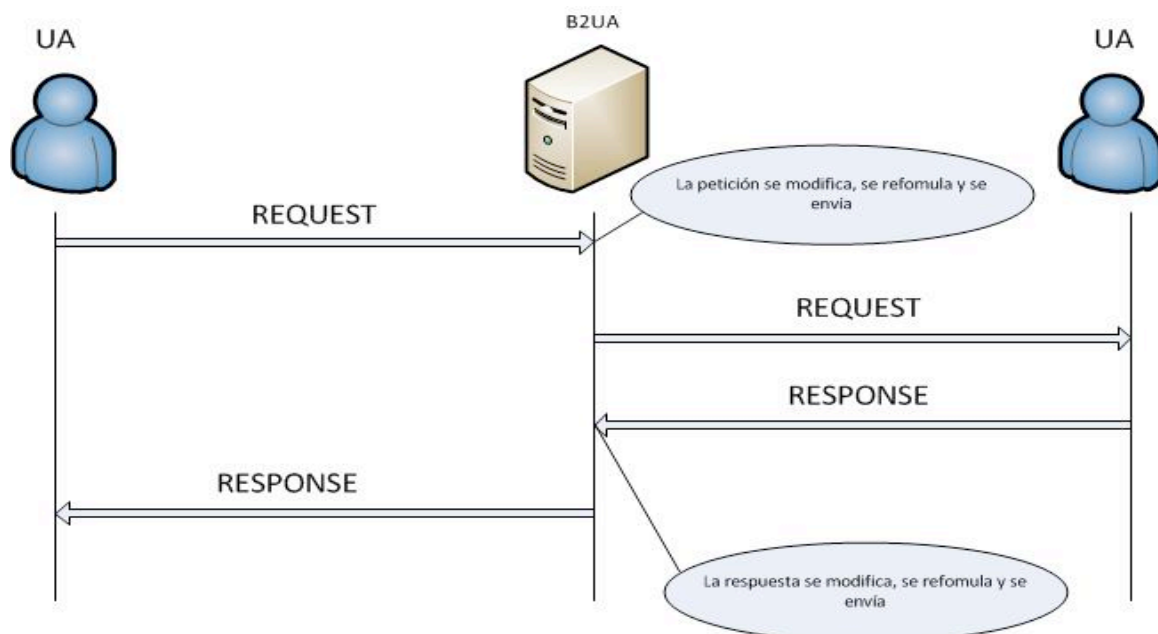 UA
B2UA
UA
La petición se modifica, se refomula y se
envía
REQUEST
REQUEST
RESPONSE
RESPONSE
La respuesta se modifica, se refomula y se
envía